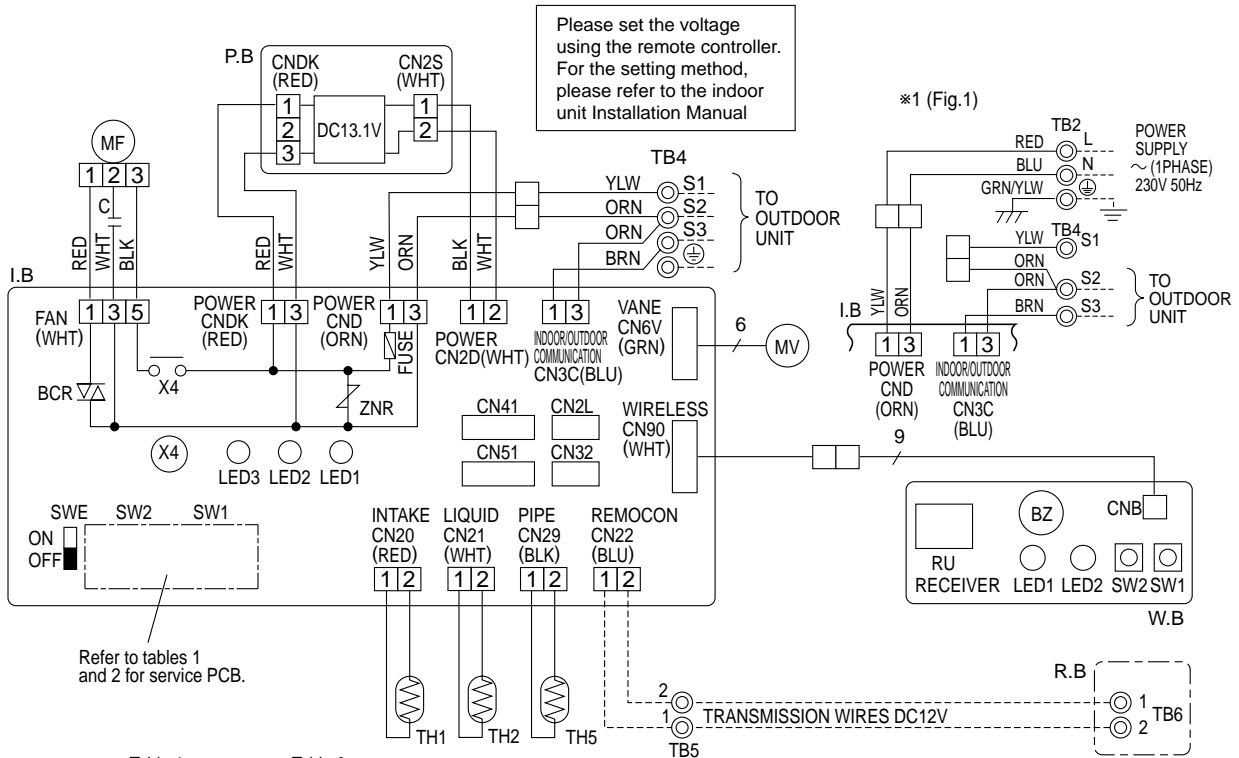 Please set the voltage
using the remote controller.
For the setting method,
please refer to the indoor
unit Installation Manual
P.B
CNDK
(RED)
CN2S
(WHT)
1
2
3
DC13.1V
1
2
※1 (Fig.1)
MF
1 2 3
C
RED
WHT
BLK
RED
WHT
YLW
ORN
BLK
WHT
TB4
YLW
S1
ORN
S2
ORN
S3
BRN
TO
OUTDOOR
UNIT
TB2
RED
L
BLU
N
GRN/YLW
POWER
SUPPLY
~(1PHASE)
230V 50Hz
YLW
TB4
S1
ORN
ORN
S2
BRN
S3
TO
OUTDOOR
UNIT
YLW
ORN
I.B
1 3
1 3
POWER
CND
(ORN)
INDOOR/OUTDOOR
COMMUNICATION
CN3C
(BLU)
I.B
FAN
(WHT)
1 3 5
POWER
CNDK
(RED)
1 3
POWER
CND
(ORN)
1 3
FUSE
1 2
POWER
CN2D(WHT)
1 3
INDOOR/OUTDOOR
COMMUNICATION
CN3C(BLU)
VANE
CN6V
(GRN)
6
MV
BCR
X4
ZNR
X4
LED3 LED2 LED1
CN41
CN2L
CN51
CN32
WIRELESS
CN90
(WHT)
9
SWE
ON
OFF
SW2
SW1
INTAKE
CN20
(RED)
1 2
LIQUID
CN21
(WHT)
1 2
PIPE
CN29
(BLK)
1 2
REMOCON
CN22
(BLU)
1 2
RU
RECEIVER
BZ
CNB
LED1 LED2 SW2 SW1
W.B
Refer to tables 1
and 2 for service PCB.
TH1
TH2
TH5
2
1
TB5
TRANSMISSION WIRES DC12V
R.B
1
2
TB6